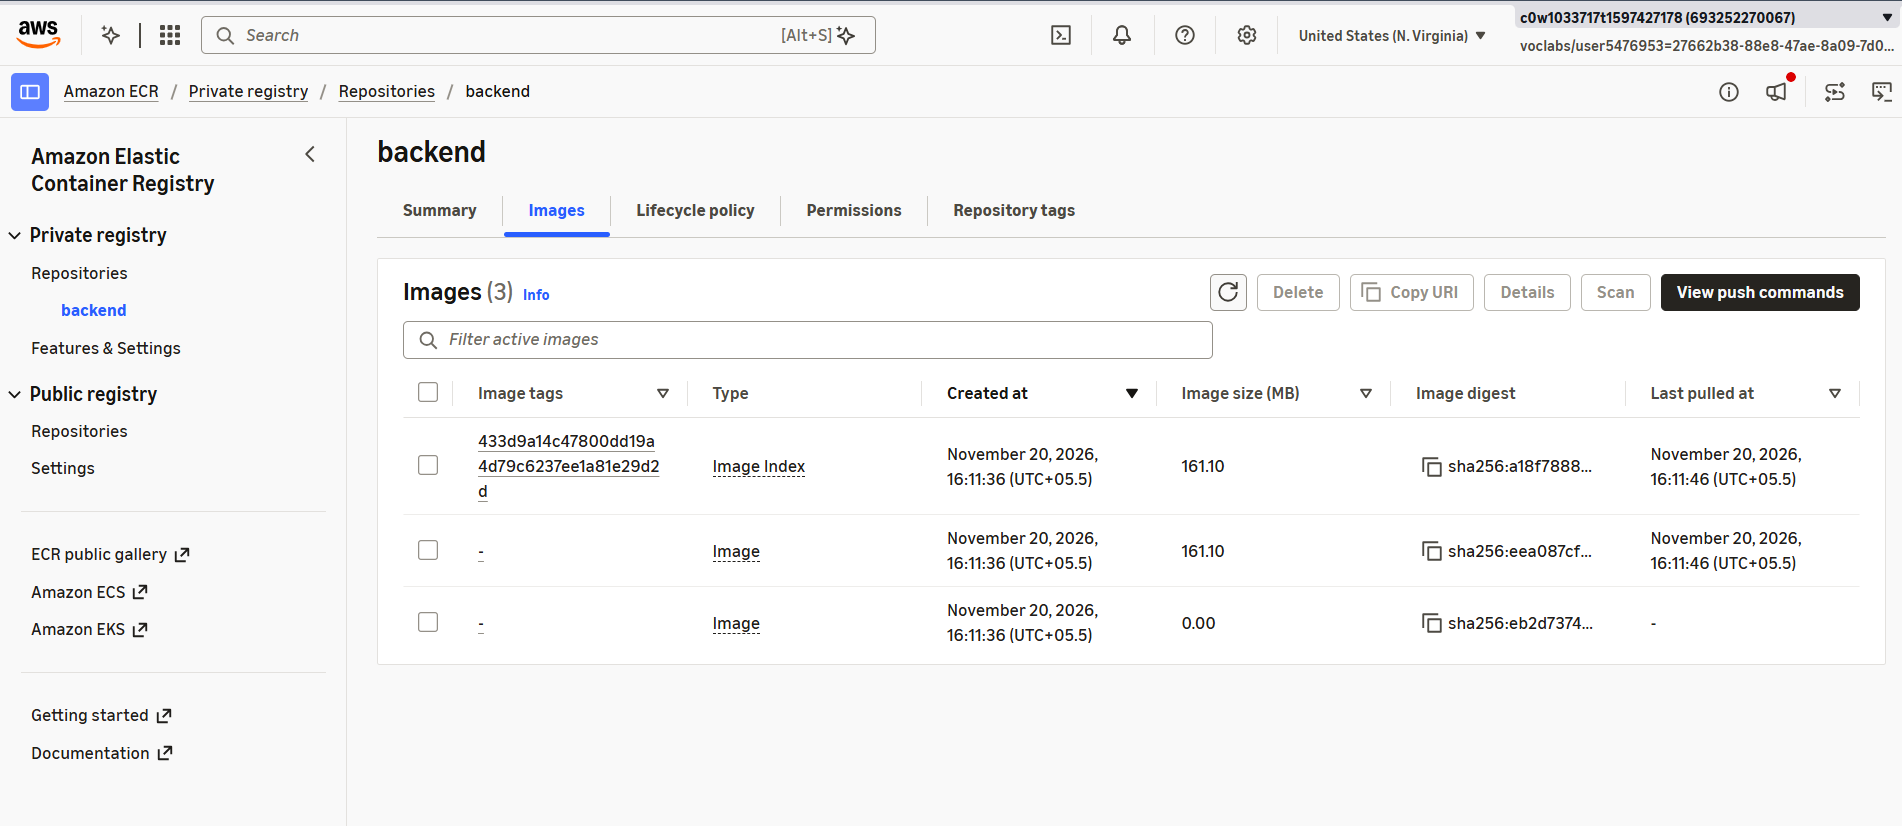 aws
Search
[Alt+S]
United States (N. Virginia)
c0w1033717t1597427178 (693252270067)
voclabs/user5476953=27662b38-88e8-47ae-8a09-7d0...
Amazon ECR / Private registry / Repositories / backend
Amazon Elastic
Container Registry
Private registry
Repositories
backend
Features & Settings
Public registry
Repositories
Settings
ECR public gallery
Amazon ECS
Amazon EKS
Getting started
Documentation
backend
Summary
Images
Lifecycle policy
Permissions
Repository tags
Images (3) Info
Delete
Copy URI
Details
Scan
View push commands
Filter active images
Image tags
Type
Created at
Image size (MB)
Image digest
Last pulled at
433d9a14c47800dd19a
4d79c6237ee1a81e29d2
d
Image Index
November 20, 2026,
16:11:36 (UTC+05.5)
161.10
sha256:a18f7888...
November 20, 2026,
16:11:46 (UTC+05.5)
-
Image
November 20, 2026,
16:11:36 (UTC+05.5)
161.10
sha256:eea087cf...
November 20, 2026,
16:11:46 (UTC+05.5)
-
Image
November 20, 2026,
16:11:36 (UTC+05.5)
0.00
sha256:eb2d7374...
-